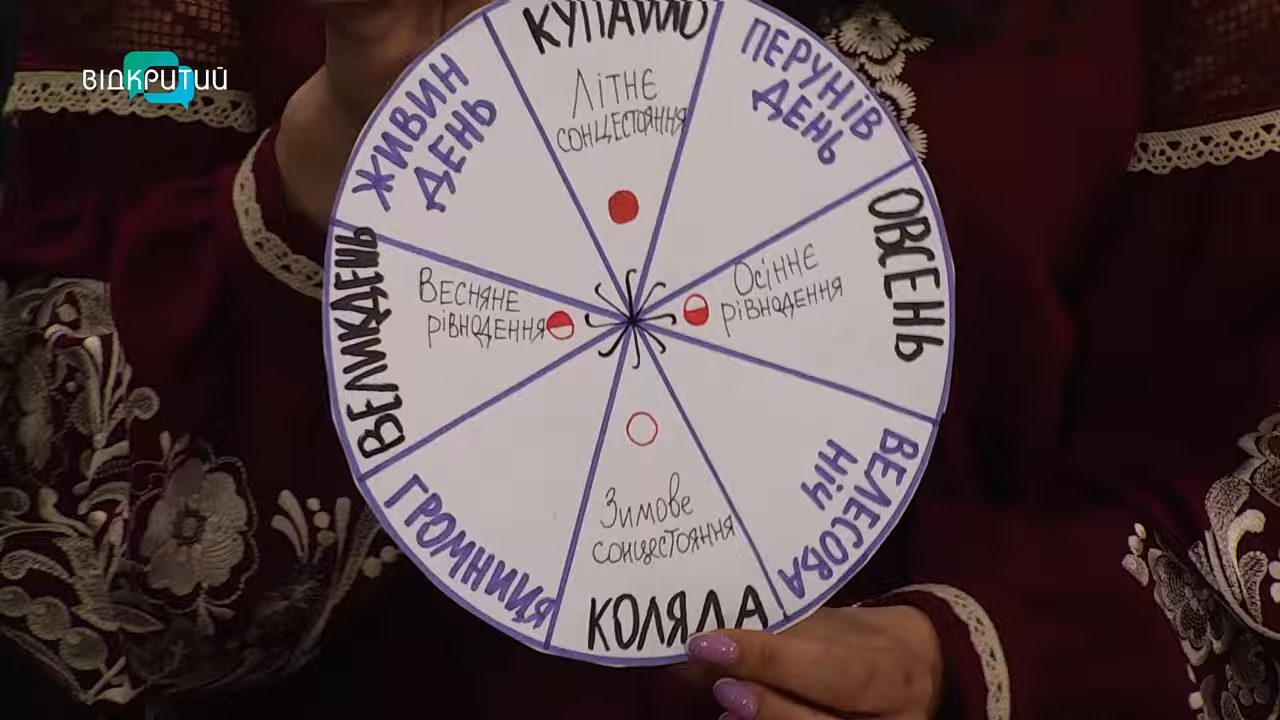 ВІДКРИТИЙ
КУПАЙЛО
Літнє
сонцестояння
ПЕРУНІВ
ДЕНЬ
ОВСЕНЬ
Осіннє
рівнодення
ВЕЛЕСОВА
НІЧ
Зимове
сонцестояння
КОЛЯДА
ГРОМНИЦЯ
ВЕЛИКДЕНЬ
Весняне
рівнодення
ЖИВИН
ДЕНЬ